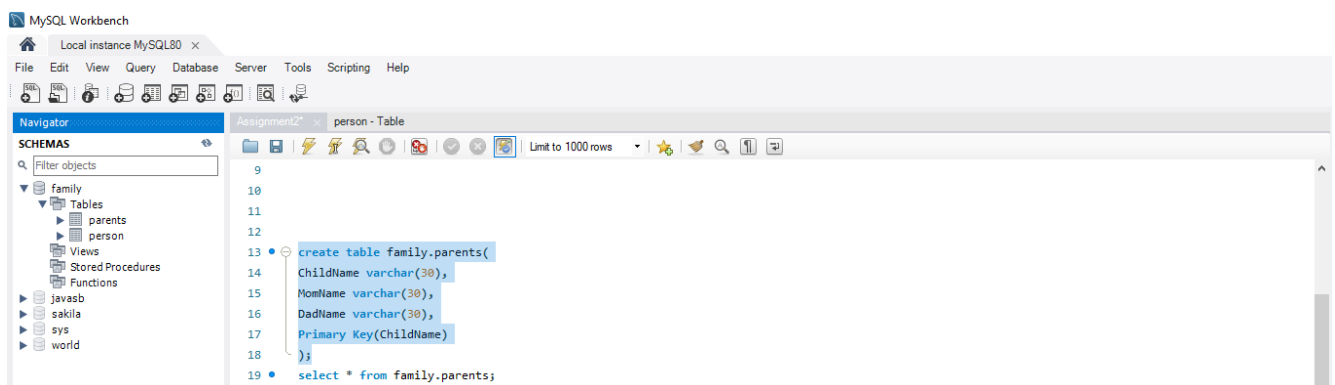 MySQL Workbench
Local instance MySQL80 ×
File Edit View Query Database Server Tools Scripting Help
Navigator
SCHEMAS
Filter objects
family
Tables
parents
person
Views
Stored Procedures
Functions
javasb
sakila
sys
world
Assignment2* × person - Table
Limit to 1000 rows
9
10
11
12
13 create table family.parents(
14 ChildName varchar(30),
15 MomName varchar(30),
16 DadName varchar(30),
17 Primary Key(ChildName)
18 );
19 select * from family.parents;